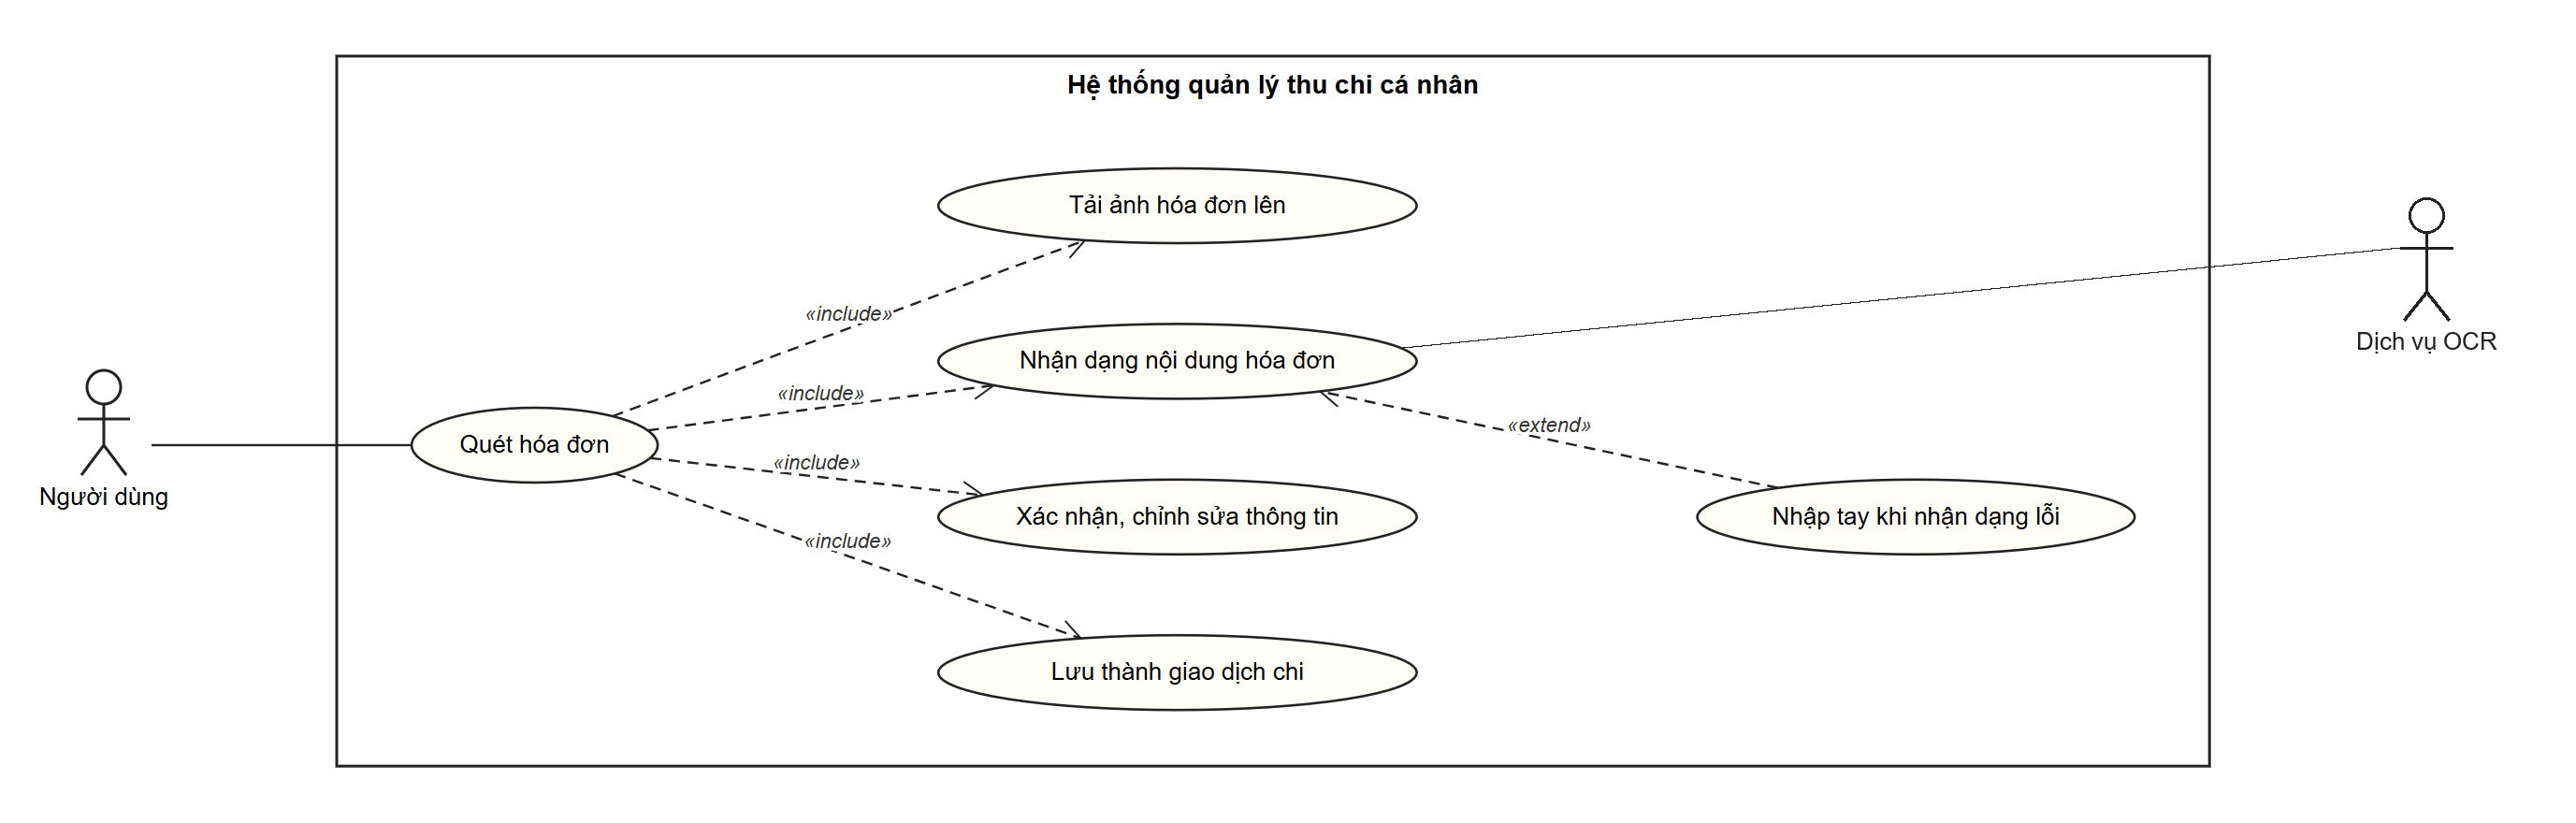 Hệ thống quản lý thu chi cá nhân
Tải ảnh hóa đơn lên
«include»
Nhận dạng nội dung hóa đơn
Dịch vụ OCR
«include»
«extend»
Quét hóa đơn
«include»
Người dùng
Xác nhận, chỉnh sửa thông tin
Nhập tay khi nhận dạng lỗi
«include»
Lưu thành giao dịch chi